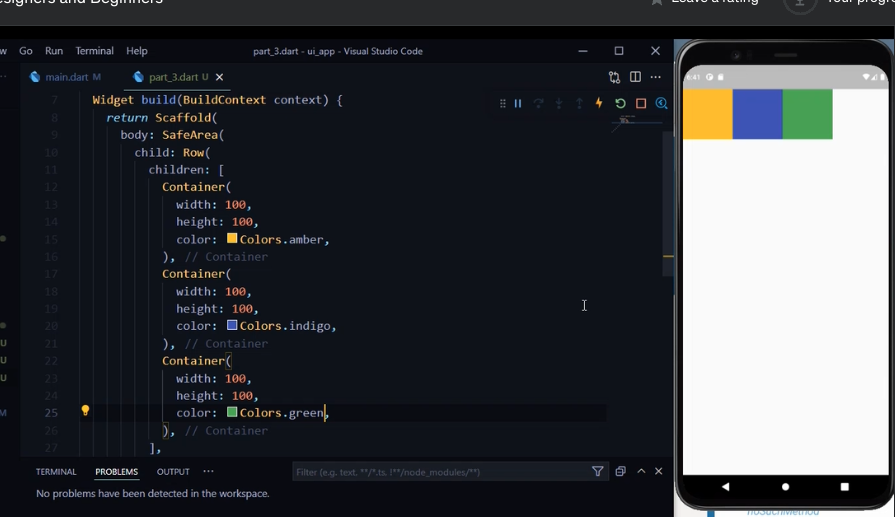 esigners and Beginners
Leave a rating
Your progre
w Go Run Terminal Help
part_3.dart - ui_app - Visual Studio Code
main.dart M
part_3.dart U
7 Widget build(BuildContext context) {
8 return Scaffold(
9 body: SafeArea(
10 child: Row(
11 children: [
12 Container(
13 width: 100,
14 height: 100,
15 color: Colors.amber,
16 ), // Container
17 Container(
18 width: 100,
19 height: 100,
20 color: Colors.indigo,
21 ), // Container
22 Container(
23 width: 100,
24 height: 100,
25 color: Colors.green,
26 ), // Container
27 ],
U
U
U
M
TERMINAL PROBLEMS OUTPUT ...
Filter (e.g. text, **/*.ts, !**/node_modules/**)
No problems have been detected in the workspace.
6:41
noSuchMethod